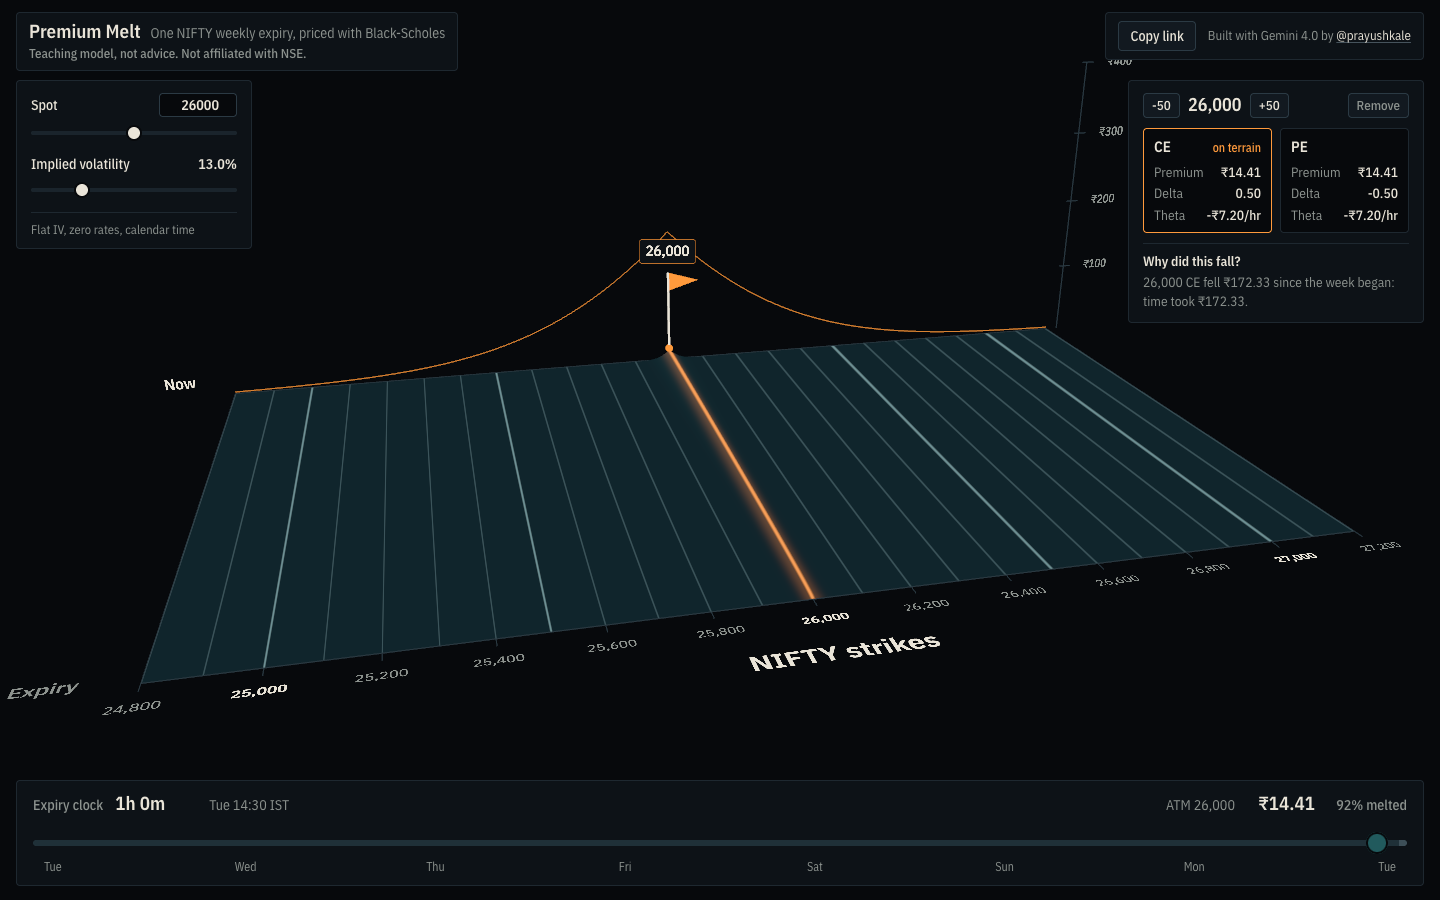 Premium Melt One NIFTY weekly expiry, priced with Black-Scholes
Teaching model, not advice. Not affiliated with NSE.
Copy link Built with Gemini 4.0 by @prayushkale
Spot 26000
Implied volatility 13.0%
Flat IV, zero rates, calendar time
₹400
₹300
₹200
₹100
-50 26,000 +50 Remove
CE on terrain
Premium ₹14.41
Delta 0.50
Theta -₹7.20/hr
PE
Premium ₹14.41
Delta -0.50
Theta -₹7.20/hr
Why did this fall?
26,000 CE fell ₹172.33 since the week began:
time took ₹172.33.
26,000
Now
Expiry
24,800
25,000
25,200
25,400
25,600
25,800
26,000
26,200
26,400
26,600
26,800
27,000
27,200
NIFTY strikes
Expiry clock 1h 0m Tue 14:30 IST
ATM 26,000 ₹14.41 92% melted
Tue Wed Thu Fri Sat Sun Mon Tue